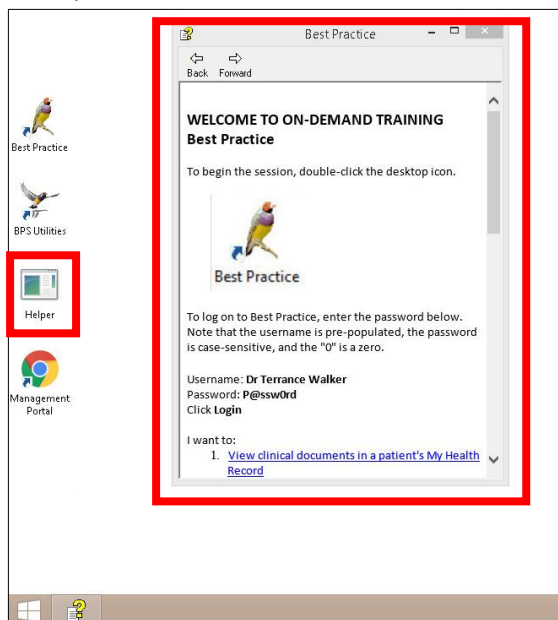 Best Practice
BPS Utilities
Helper
Management
Portal
Best Practice
Back Forward
WELCOME TO ON-DEMAND TRAINING
Best Practice
To begin the session, double-click the desktop icon.
Best Practice
To log on to Best Practice, enter the password below.
Note that the username is pre-populated, the password
is case-sensitive, and the "0" is a zero.
Username: Dr Terrance Walker
Password: P@ssw0rd
Click Login
I want to:
1. View clinical documents in a patient's My Health
Record